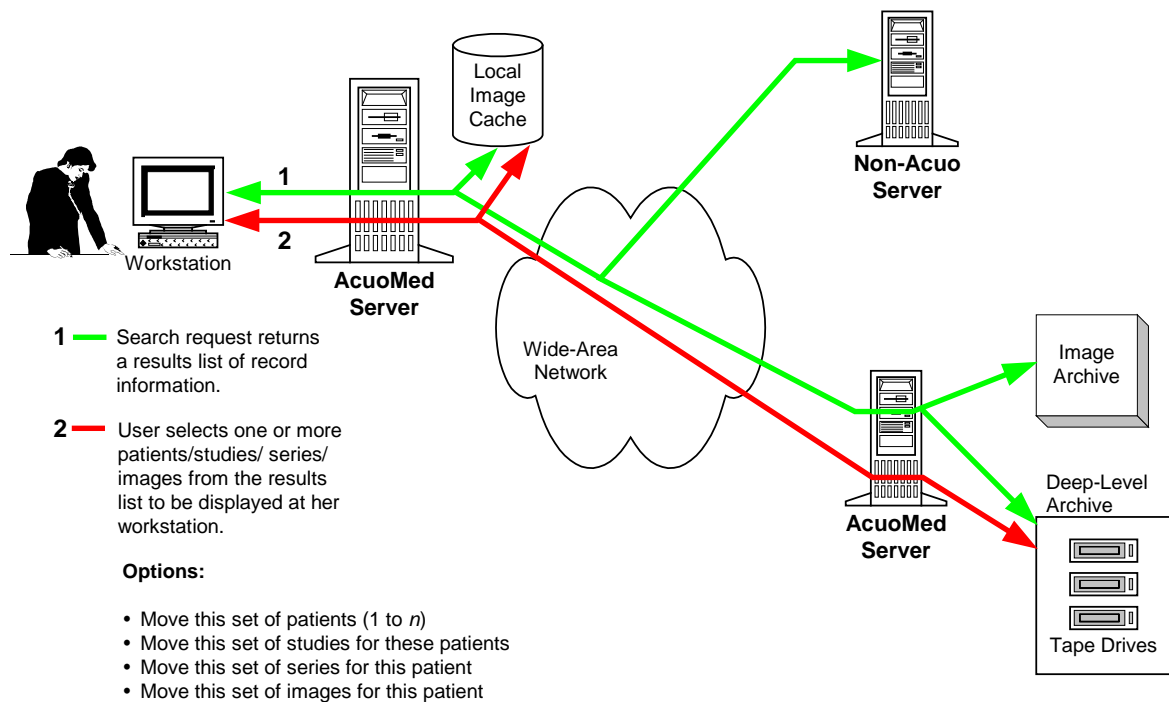 Local
Image
Cache
1
2
Workstation
AcuoMed
Server
Non-Acuo
Server
Wide-Area
Network
Image
Archive
AcuoMed
Server
Deep-Level
Archive
Tape Drives
1 Search request returns
a results list of record
information.
2 User selects one or more
patients/studies/ series/
images from the results
list to be displayed at her
workstation.
Options:
• Move this set of patients (1 to n)
• Move this set of studies for these patients
• Move this set of series for this patient
• Move this set of images for this patient